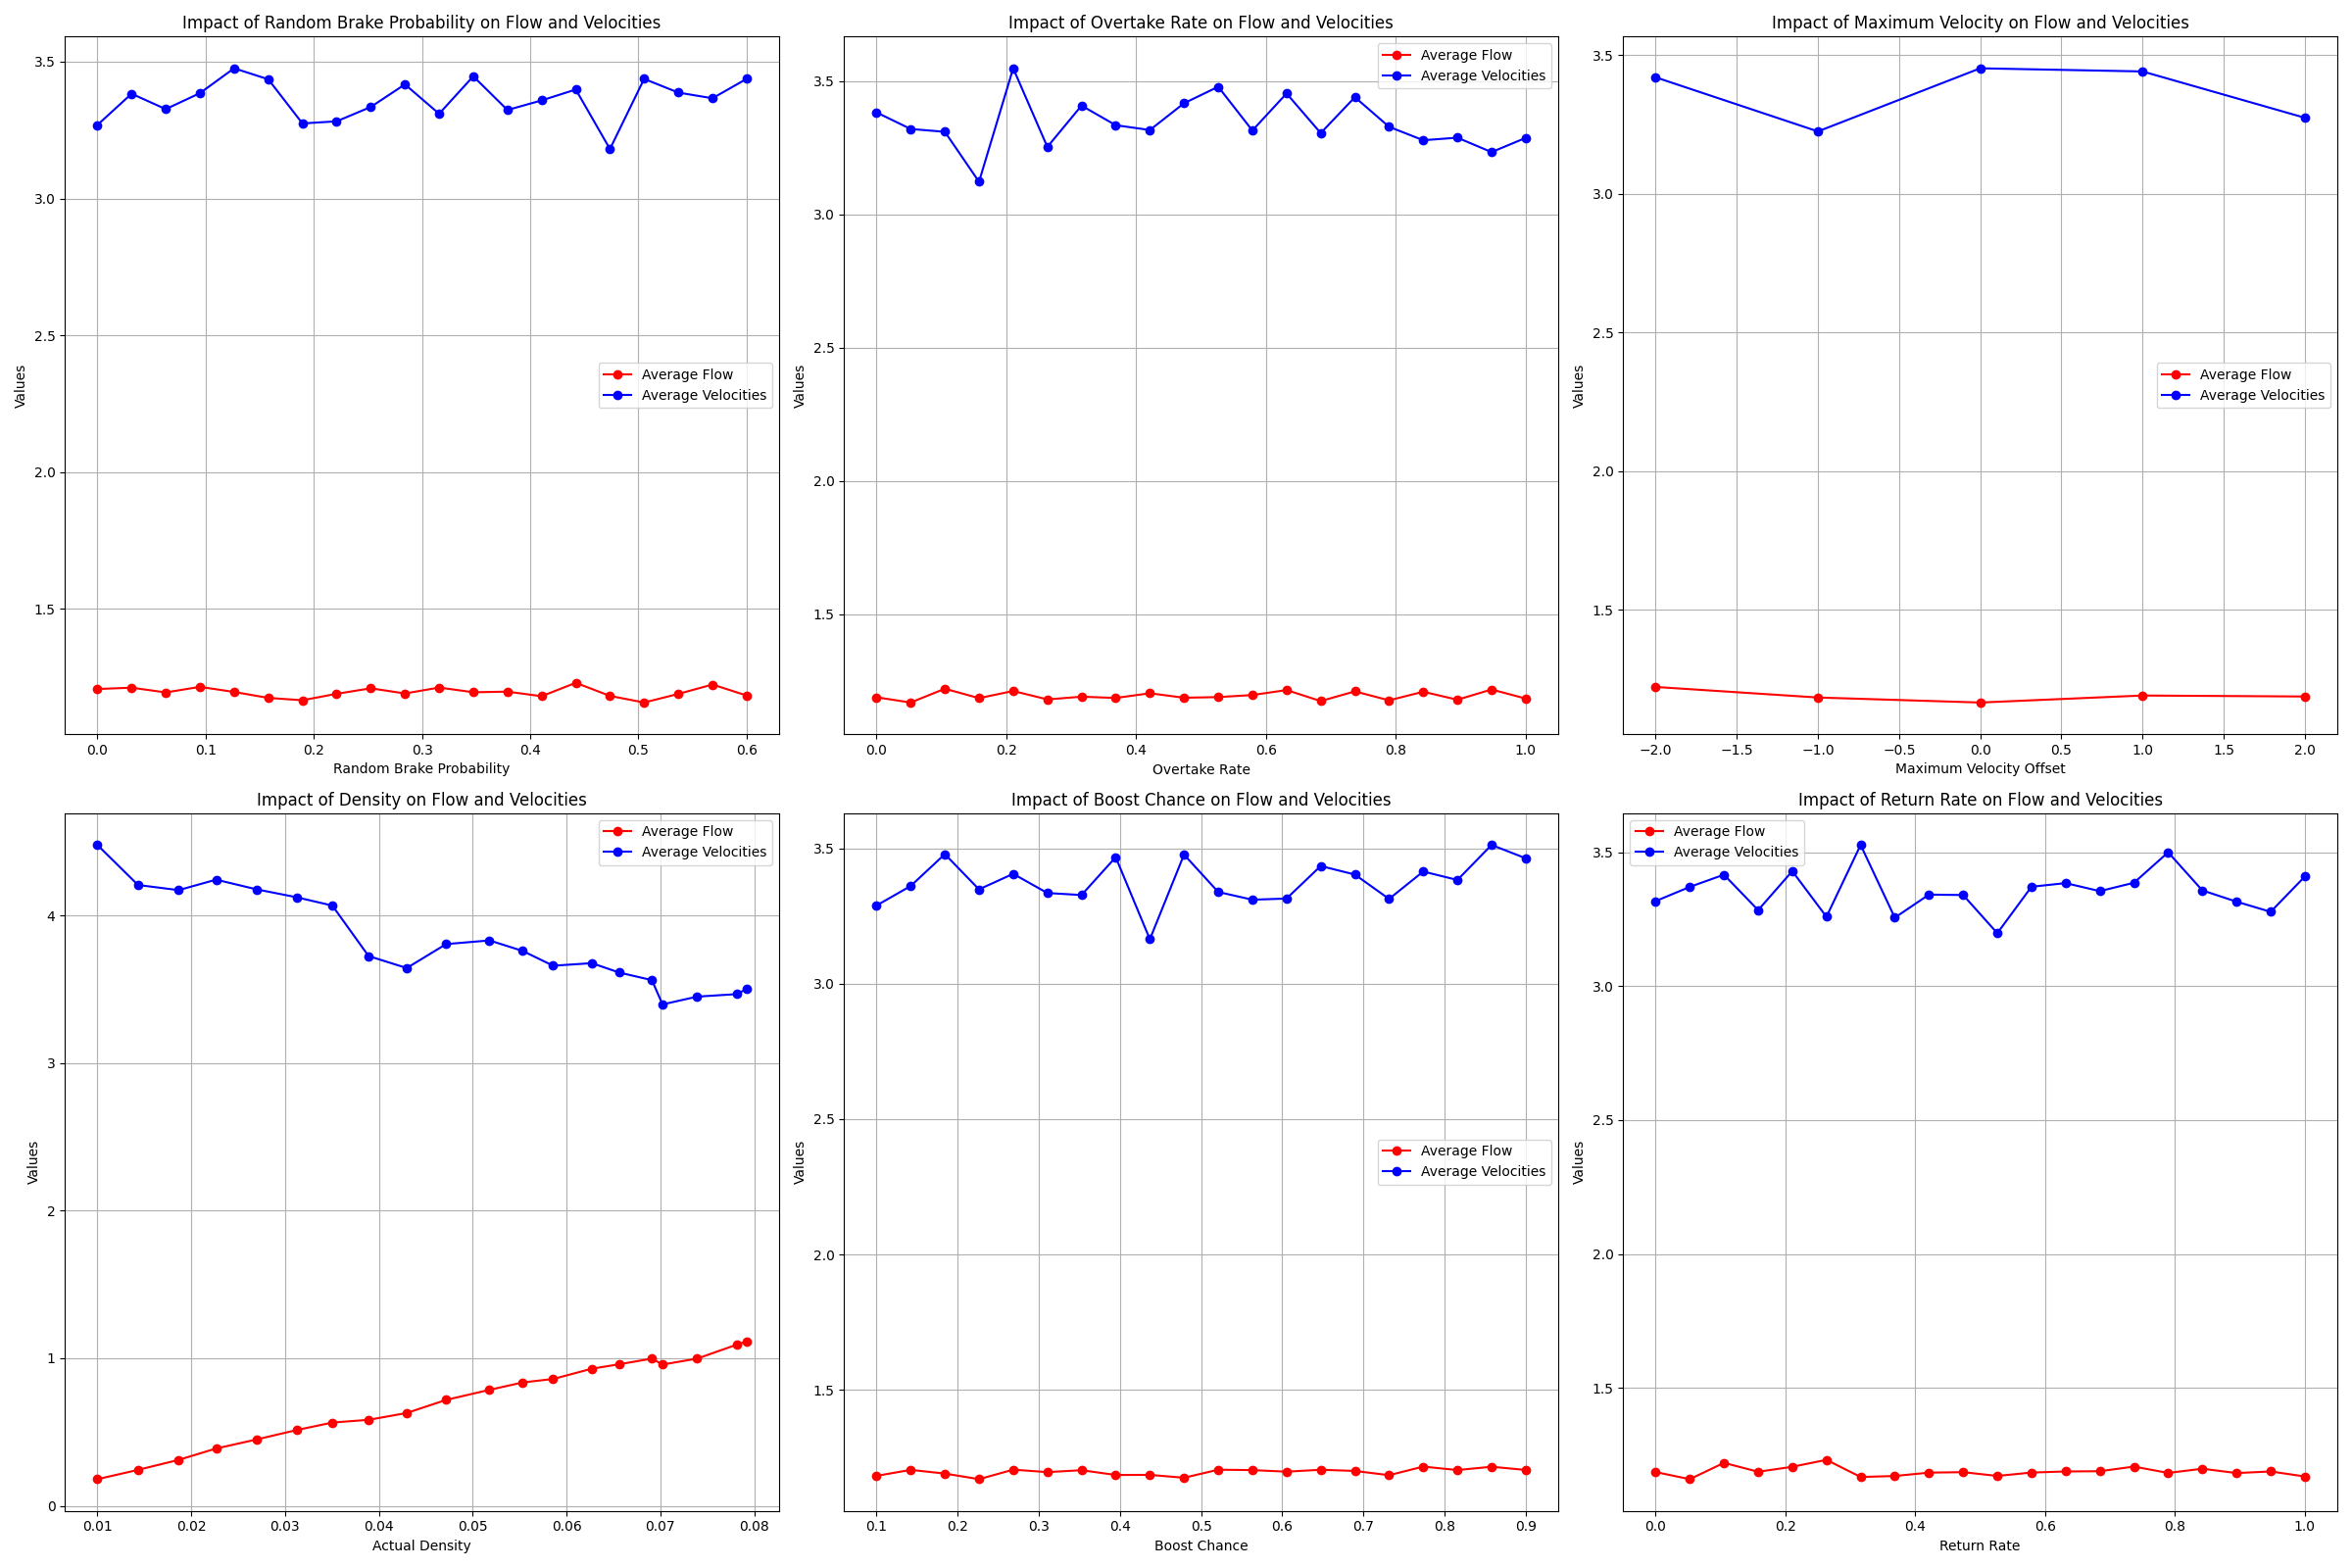 Impact of Random Brake Probability on Flow and Velocities
3.5
3.0
2.5
2.0
1.5
Values
Average Flow
Average Velocities
0.0 0.1 0.2 0.3 0.4 0.5 0.6
Random Brake Probability
Impact of Overtake Rate on Flow and Velocities
Average Flow
Average Velocities
3.5
3.0
2.5
2.0
1.5
Values
0.0 0.2 0.4 0.6 0.8 1.0
Overtake Rate
Impact of Maximum Velocity on Flow and Velocities
3.5
3.0
2.5
2.0
1.5
Values
Average Flow
Average Velocities
−2.0 −1.5 −1.0 −0.5 0.0 0.5 1.0 1.5 2.0
Maximum Velocity Offset
Impact of Density on Flow and Velocities
Average Flow
Average Velocities
4
3
2
1
0
Values
0.01 0.02 0.03 0.04 0.05 0.06 0.07 0.08
Actual Density
Impact of Boost Chance on Flow and Velocities
3.5
3.0
2.5
2.0
1.5
Values
Average Flow
Average Velocities
0.1 0.2 0.3 0.4 0.5 0.6 0.7 0.8 0.9
Boost Chance
Impact of Return Rate on Flow and Velocities
Average Flow
Average Velocities
3.5
3.0
2.5
2.0
1.5
Values
0.0 0.2 0.4 0.6 0.8 1.0
Return Rate